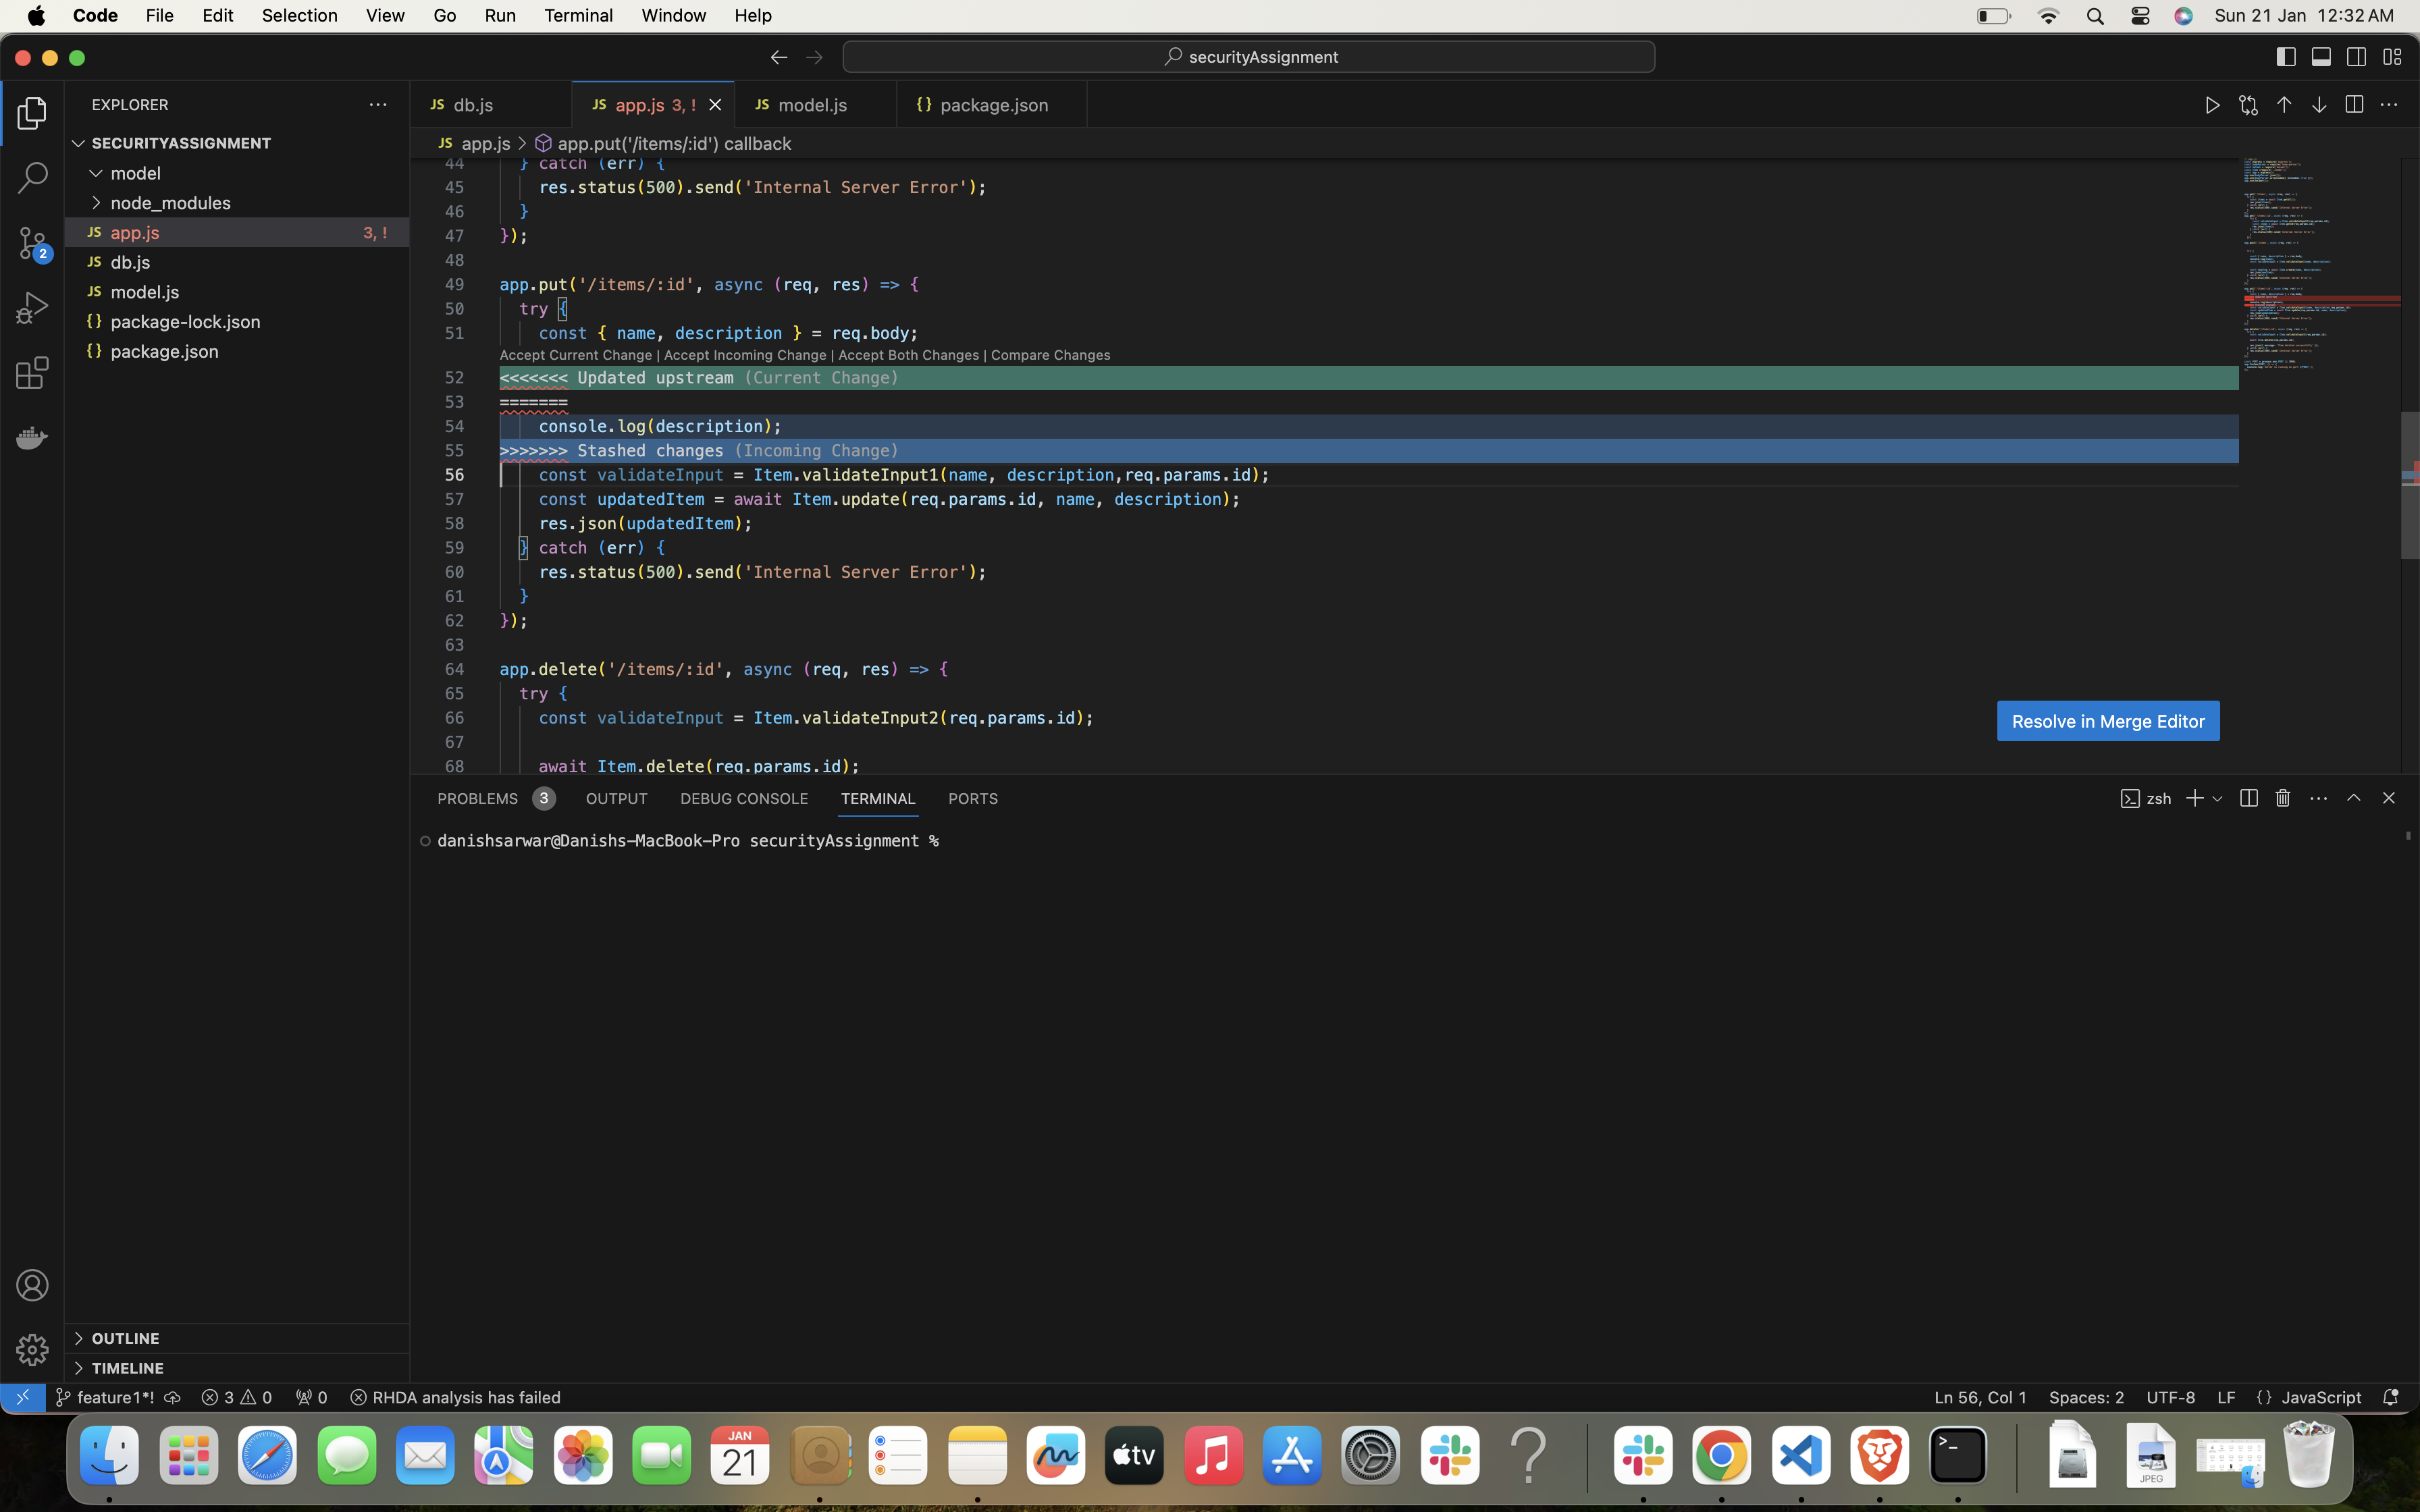 Code File Edit Selection View Go Run Terminal Window Help
Sun 21 Jan 12:32 AM
securityAssignment
EXPLORER
SECURITYASSIGNMENT
model
node_modules
JS app.js 3, !
JS db.js
JS model.js
{} package-lock.json
{} package.json
OUTLINE
TIMELINE
2
JS db.js
JS app.js 3, !
JS model.js
{} package.json
JS app.js > app.put('/items/:id') callback
44 } catch (err) {
45 res.status(500).send('Internal Server Error');
46 }
47 });
48
49 app.put('/items/:id', async (req, res) => {
50 try {
51 const { name, description } = req.body;
Accept Current Change | Accept Incoming Change | Accept Both Changes | Compare Changes
52 <<<<<<< Updated upstream (Current Change)
53 =======
54 console.log(description);
55 >>>>>>> Stashed changes (Incoming Change)
56 const validateInput = Item.validateInput1(name, description,req.params.id);
57 const updatedItem = await Item.update(req.params.id, name, description);
58 res.json(updatedItem);
59 } catch (err) {
60 res.status(500).send('Internal Server Error');
61 }
62 });
63
64 app.delete('/items/:id', async (req, res) => {
65 try {
66 const validateInput = Item.validateInput2(req.params.id);
67
68 await Item.delete(req.params.id);
Resolve in Merge Editor
PROBLEMS 3 OUTPUT DEBUG CONSOLE TERMINAL PORTS
zsh
danishsarwar@Danishs-MacBook-Pro securityAssignment %
feature1*! 3 0 0 RHDA analysis has failed
Ln 56, Col 1 Spaces: 2 UTF-8 LF {} JavaScript
JAN
21
tv
>_
JPEG